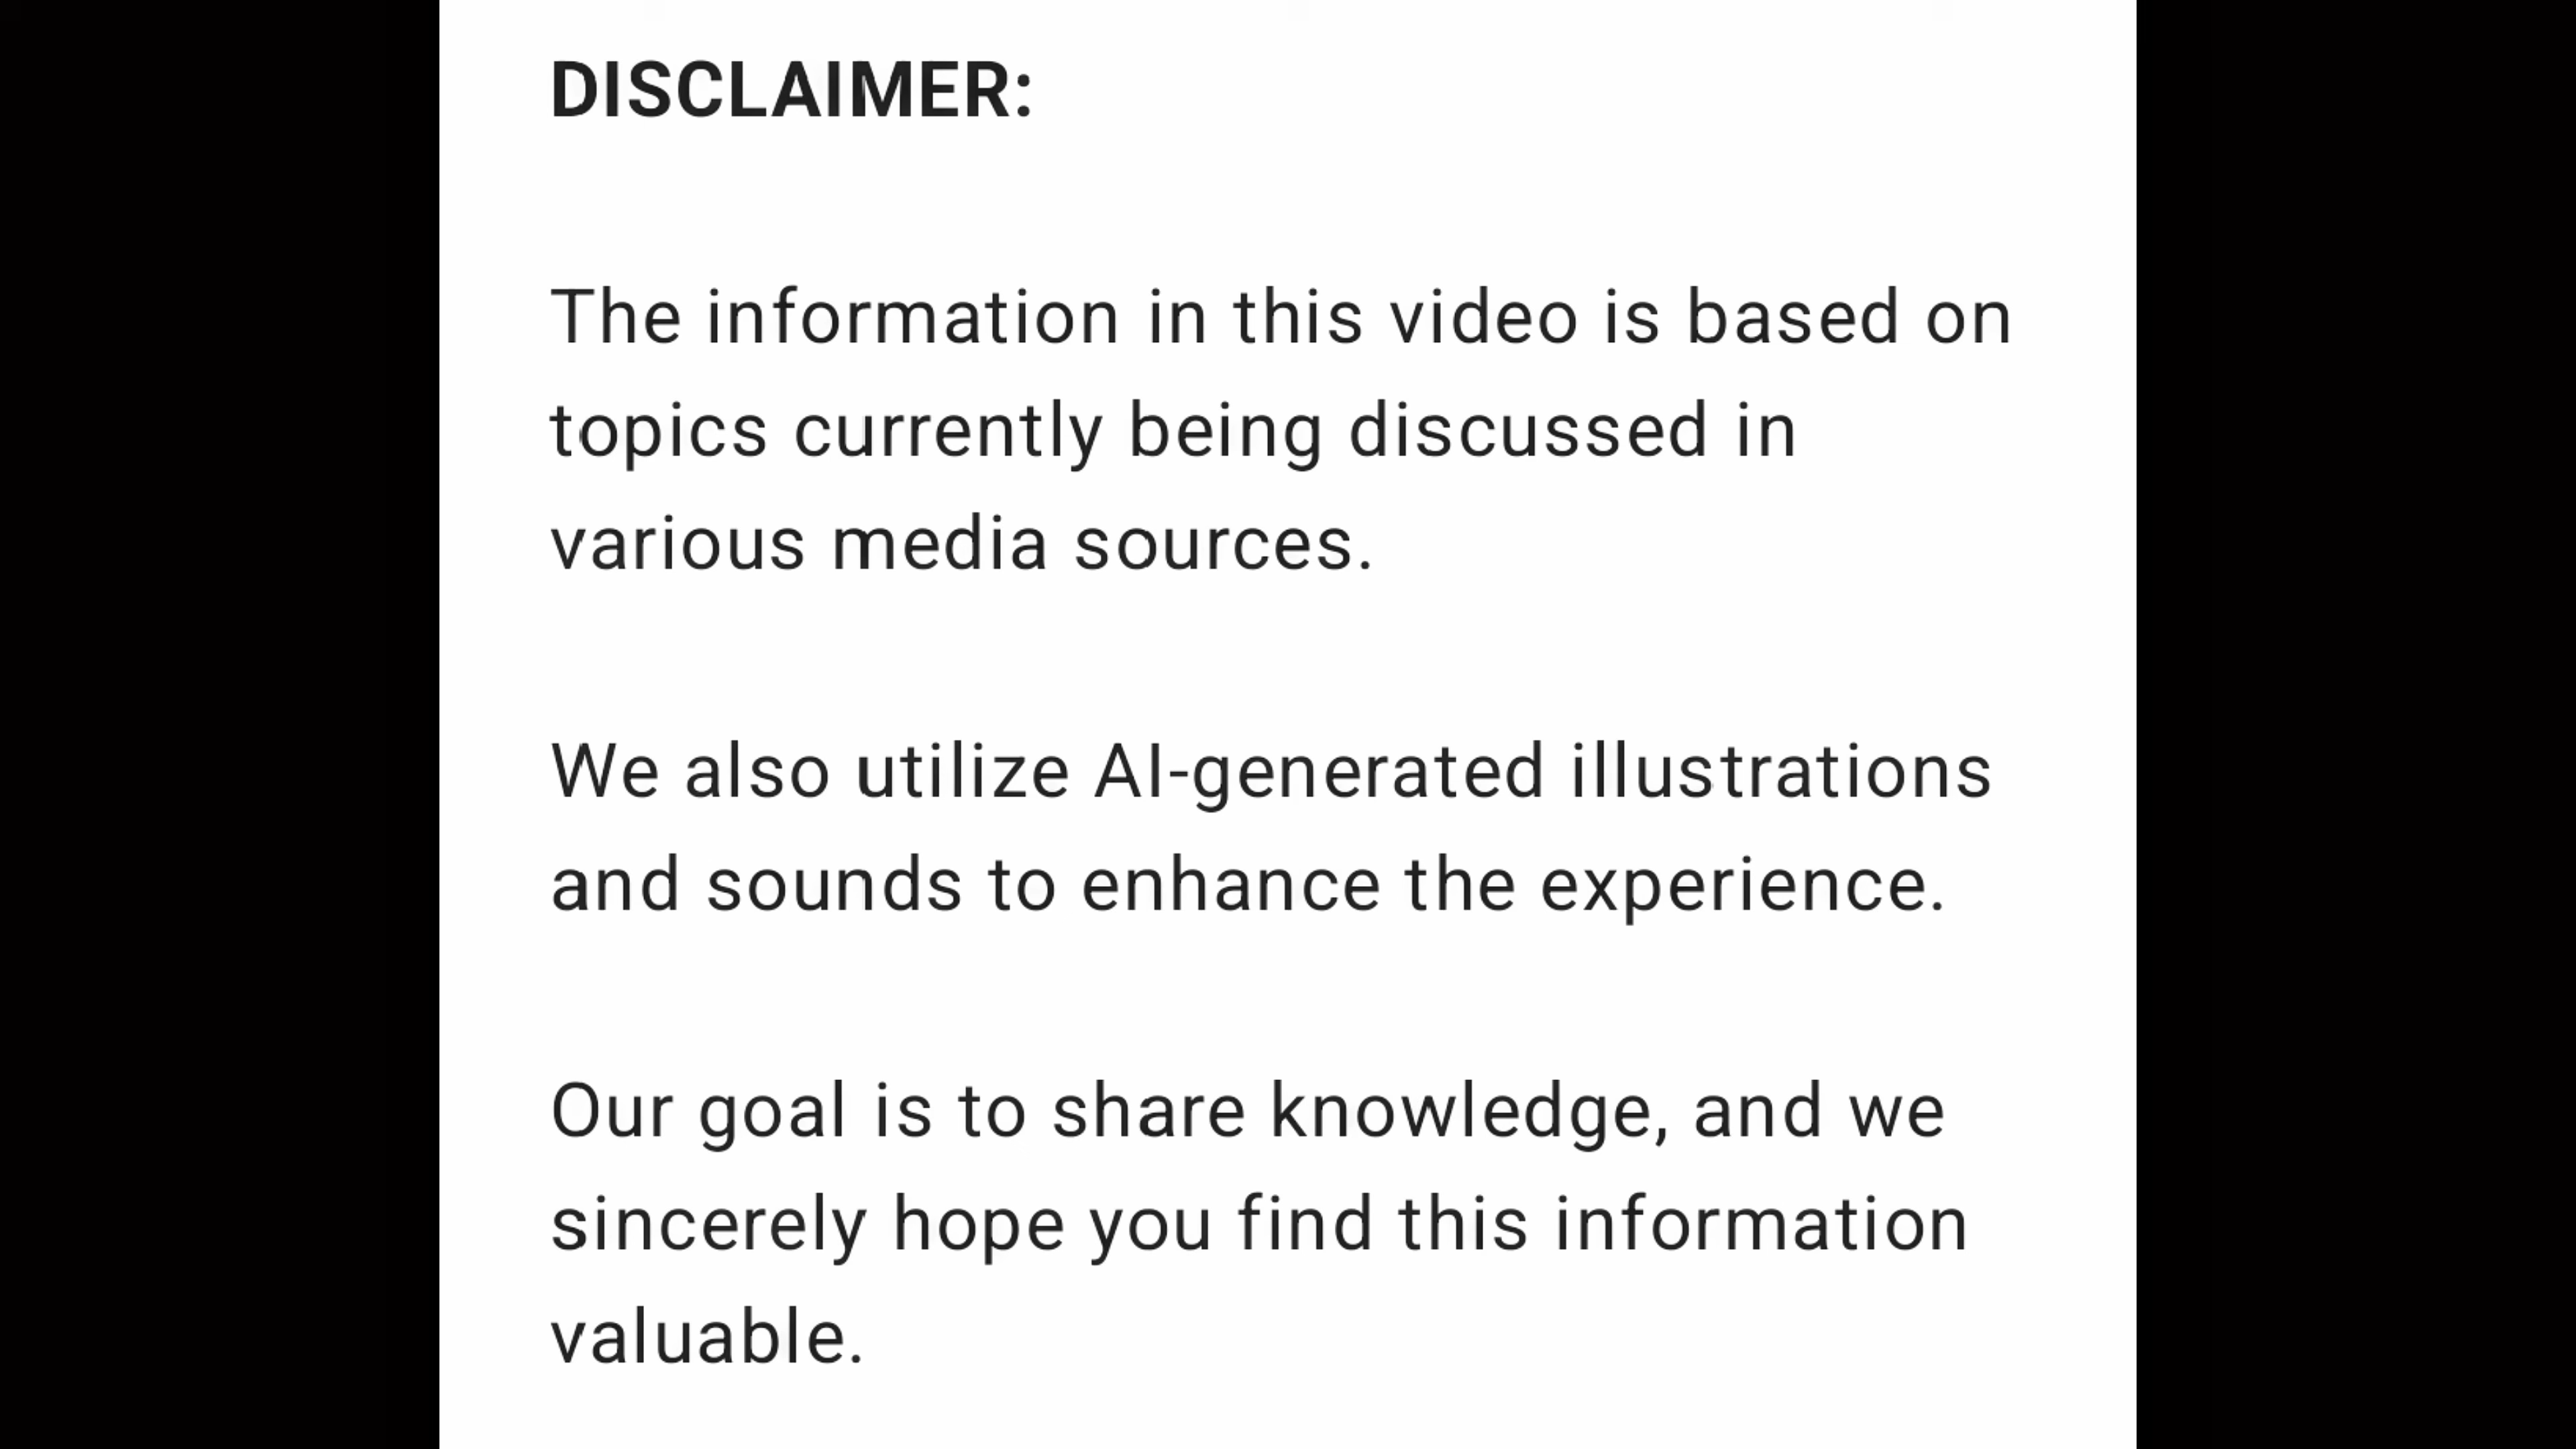 DISCLAIMER:
The information in this video is based on
topics currently being discussed in
various media sources.
We also utilize AI-generated illustrations
and sounds to enhance the experience.
Our goal is to share knowledge, and we
sincerely hope you find this information
valuable.